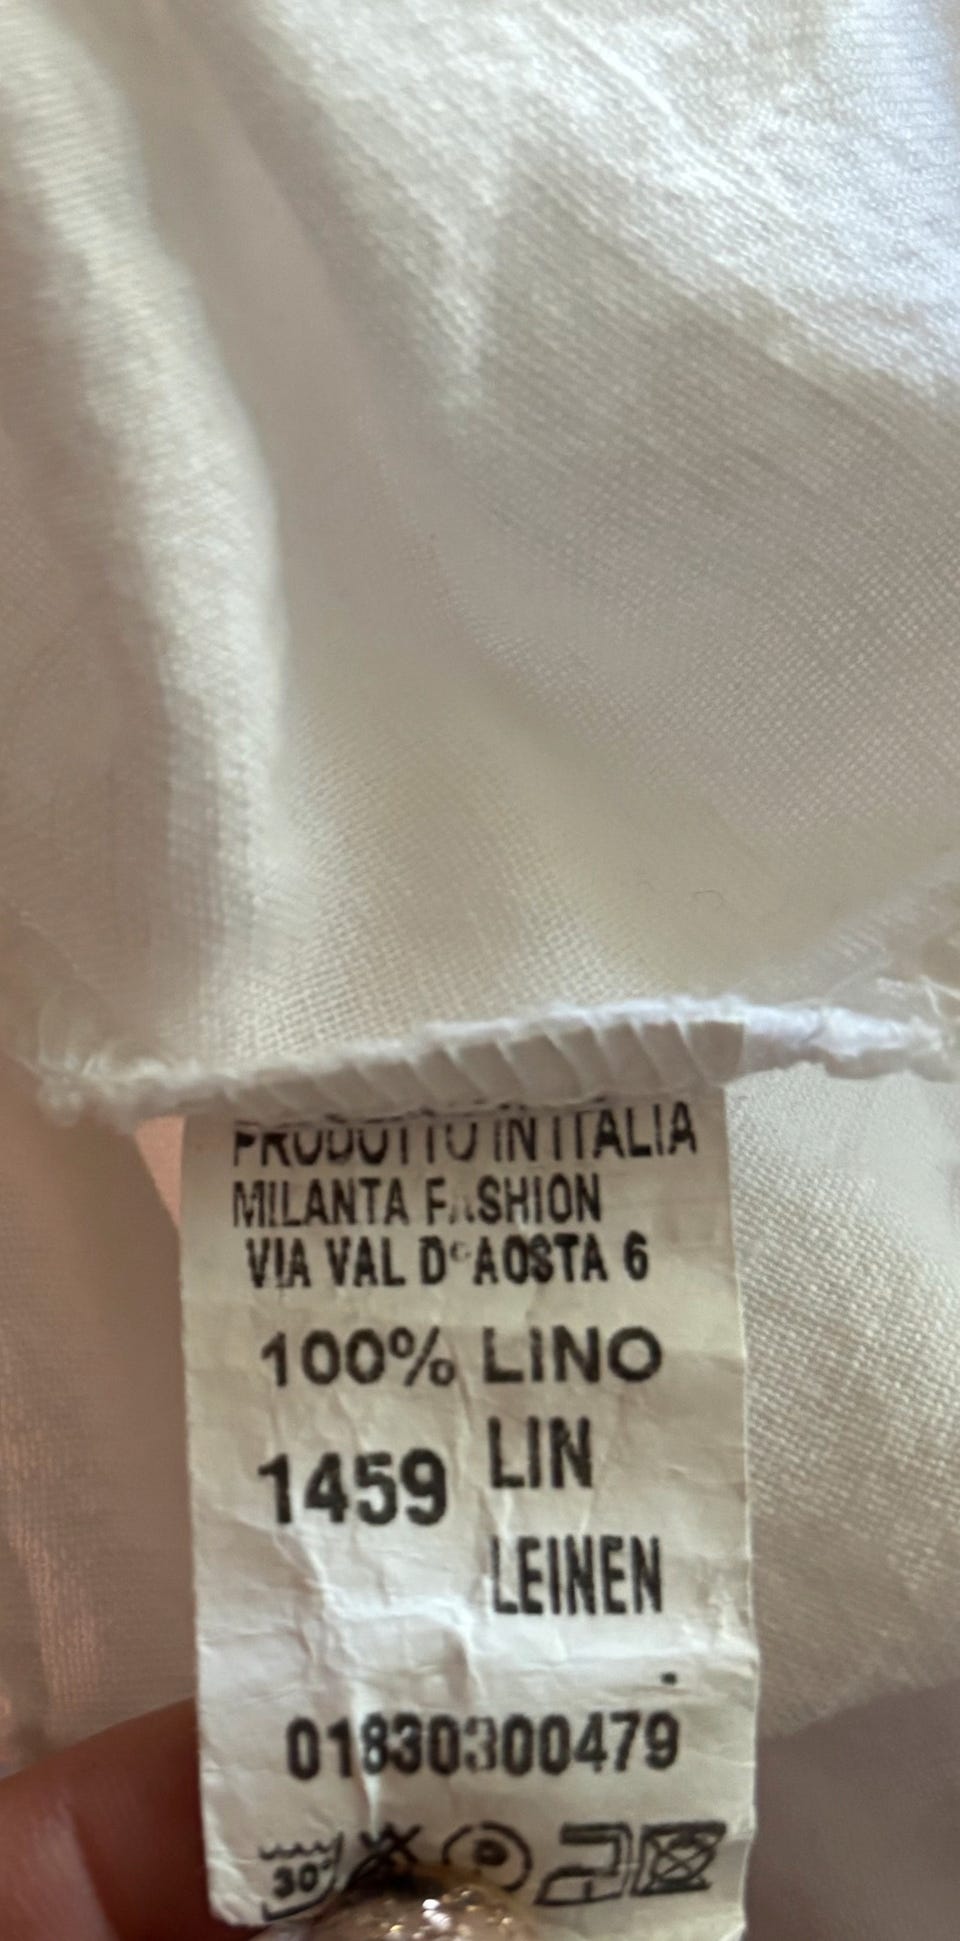 PRODOTTO IN ITALIA
MILANTA FASHION
VIA VAL D'AOSTA 6
100% LINO
1459 LIN
LEINEN
01830300479
30°
P